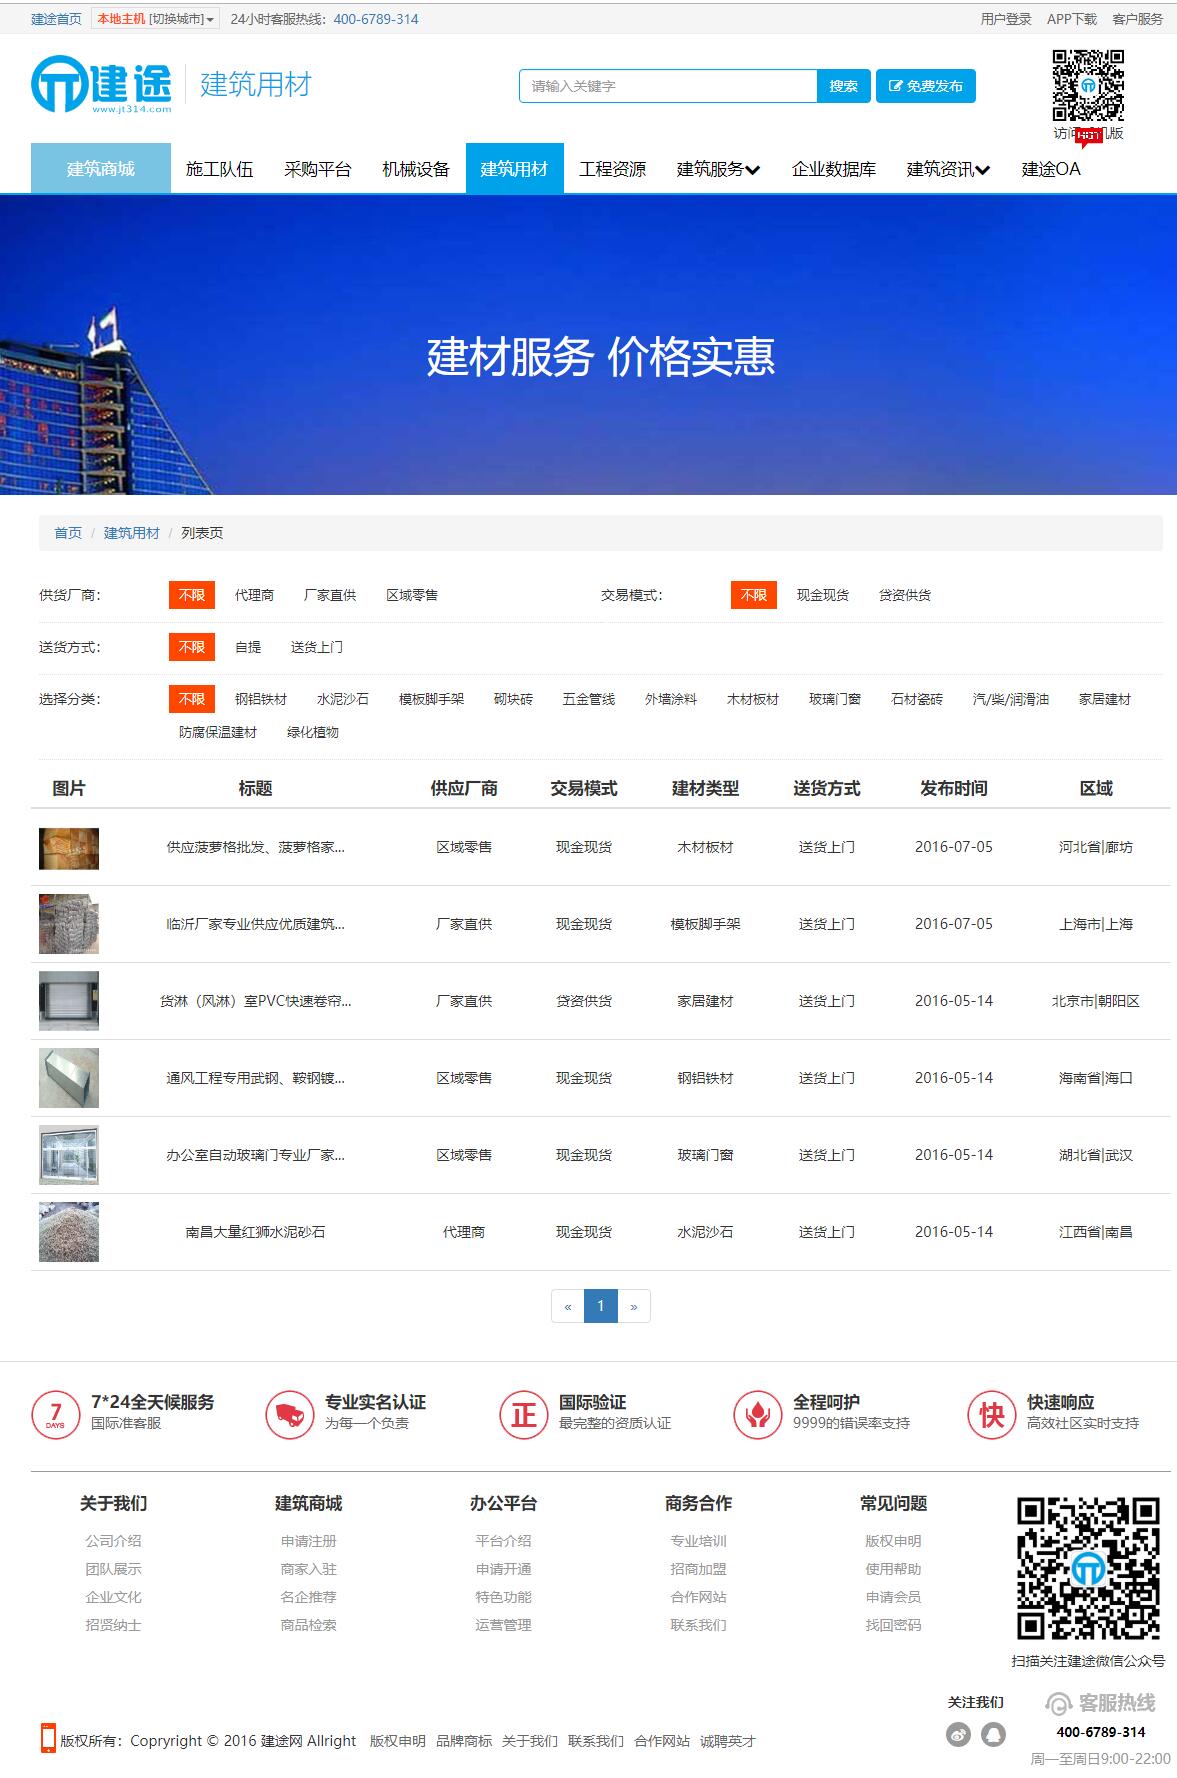 建途首页 本地主机 [切换城市] 24小时客服热线：400-6789-314 用户登录 APP下载 客户服务
建途 建筑用材
www.jt314.com
请输入关键字 搜索 免费发布
建筑商城 施工队伍 采购平台 机械设备 建筑用材 工程资源 建筑服务 企业数据库 建筑资讯 建途OA
建材服务 价格实惠
首页 / 建筑用材 / 列表页
供货厂商： 不限 代理商 厂家直供 区域零售 交易模式： 不限 现金现货 贷资供货
送货方式： 不限 自提 送货上门
选择分类： 不限 钢铝铁材 水泥沙石 模板脚手架 砌块砖 五金管线 外墙涂料 木材板材 玻璃门窗 石材瓷砖 汽/柴/润滑油 家居建材
防腐保温建材 绿化植物
图片 标题 供应厂商 交易模式 建材类型 送货方式 发布时间 区域
供应菠萝格批发、菠萝格家... 区域零售 现金现货 木材板材 送货上门 2016-07-05 河北省|廊坊
临沂厂家专业供应优质建筑... 厂家直供 现金现货 模板脚手架 送货上门 2016-07-05 上海市|上海
货淋（风淋）室PVC快速卷帘... 厂家直供 贷资供货 家居建材 送货上门 2016-05-14 北京市|朝阳区
通风工程专用武钢、鞍钢镀... 区域零售 现金现货 钢铝铁材 送货上门 2016-05-14 海南省|海口
办公室自动玻璃门专业厂家... 区域零售 现金现货 玻璃门窗 送货上门 2016-05-14 湖北省|武汉
南昌大量红狮水泥砂石 代理商 现金现货 水泥沙石 送货上门 2016-05-14 江西省|南昌
« 1 »
7 DAYS 7*24全天候服务 专业实名认证 正 国际验证 全程呵护 快 快速响应
国际准客服 为每一个负责 最完整的资质认证 9999的错误率支持 高效社区实时支持
关于我们 建筑商城 办公平台 商务合作 常见问题
公司介绍 申请注册 平台介绍 专业培训 版权申明
团队展示 商家入驻 申请开通 招商加盟 使用帮助
企业文化 名企推荐 特色功能 合作网站 申请会员
招贤纳士 商品检索 运营管理 联系我们 找回密码
扫描关注建途微信公众号
关注我们 客服热线
400-6789-314
版权所有：Copryright © 2016 建途网 Allright 版权申明 品牌商标 关于我们 联系我们 合作网站 诚聘英才
周一至周日9:00-22:00